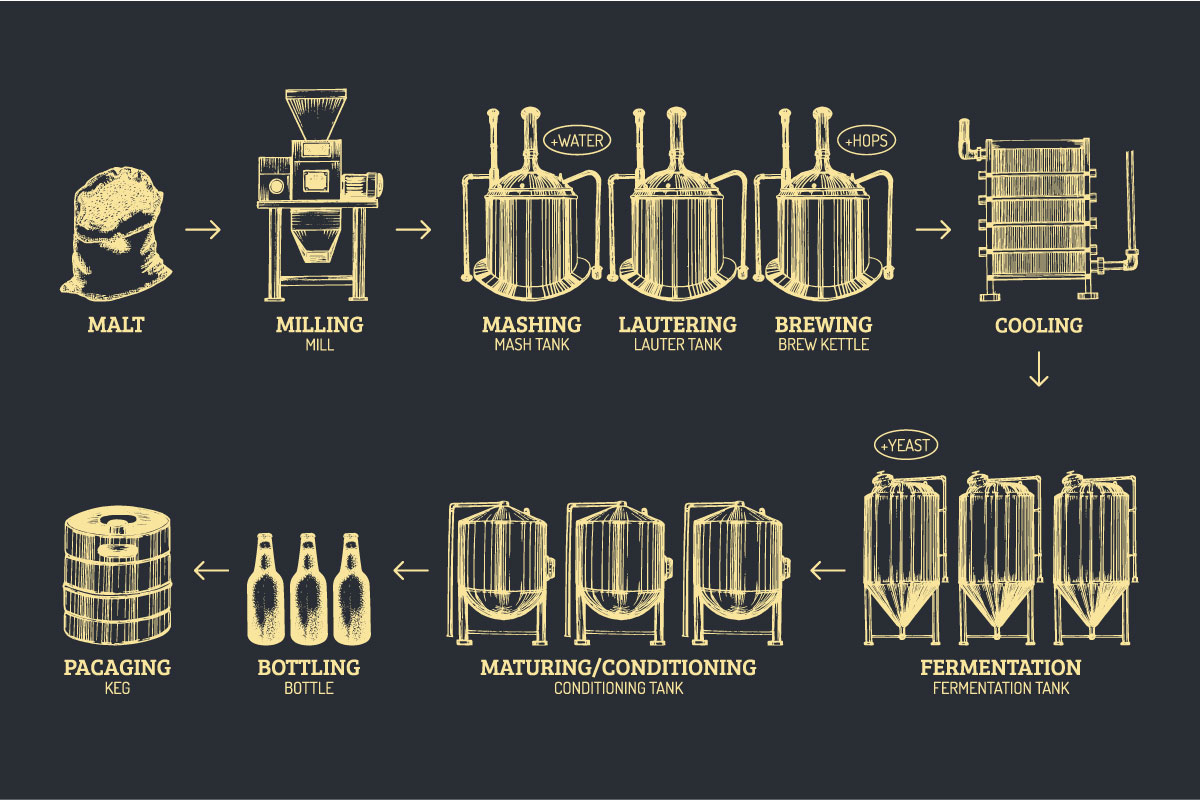 +WATER
+HOPS
MALT
MILLING
MILL
MASHING
MASH TANK
LAUTERING
LAUTER TANK
BREWING
BREW KETTLE
COOLING
+YEAST
PACAGING
KEG
BOTTLING
BOTTLE
MATURING/CONDITIONING
CONDITIONING TANK
FERMENTATION
FERMENTATION TANK